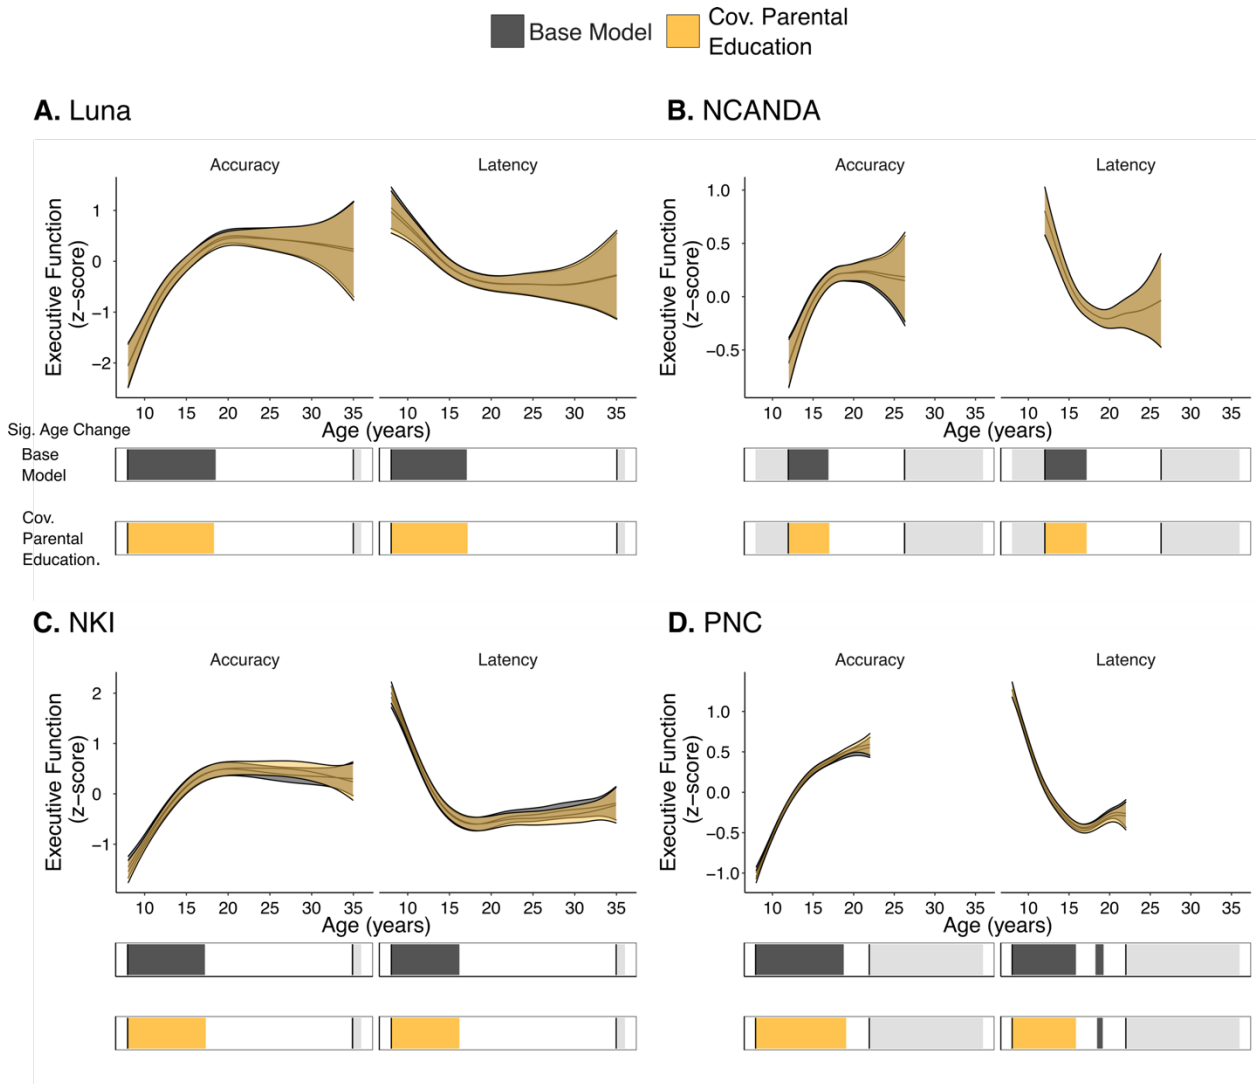 Base Model
Cov. Parental
Education
A. Luna
Accuracy
Latency
Executive Function
(z−score)
1
0
−1
−2
10 15 20 25 30 35
10 15 20 25 30 35
Age (years)
Sig. Age Change
Base
Model
Cov.
Parental
Education.
B. NCANDA
Accuracy
Latency
Executive Function
(z−score)
1.0
0.5
0.0
−0.5
10 15 20 25 30 35
10 15 20 25 30 35
Age (years)
C. NKI
Accuracy
Latency
Executive Function
(z−score)
2
1
0
−1
10 15 20 25 30 35
10 15 20 25 30 35
Age (years)
D. PNC
Accuracy
Latency
Executive Function
(z−score)
1.0
0.5
0.0
−0.5
−1.0
10 15 20 25 30 35
10 15 20 25 30 35
Age (years)